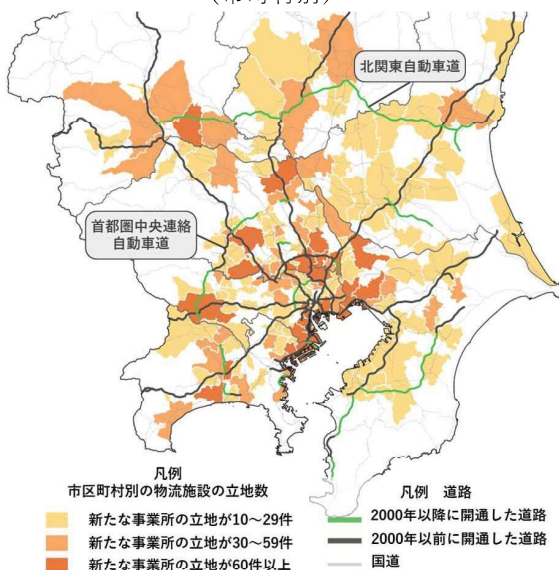 （市町村別）
北関東自動車道
首都圏中央連絡
自動車道
凡例
市区町村別の物流施設の立地数
新たな事業所の立地が10～29件
新たな事業所の立地が30～59件
新たな事業所の立地が60件以上
凡例　道路
2000年以降に開通した道路
2000年以前に開通した道路
国道